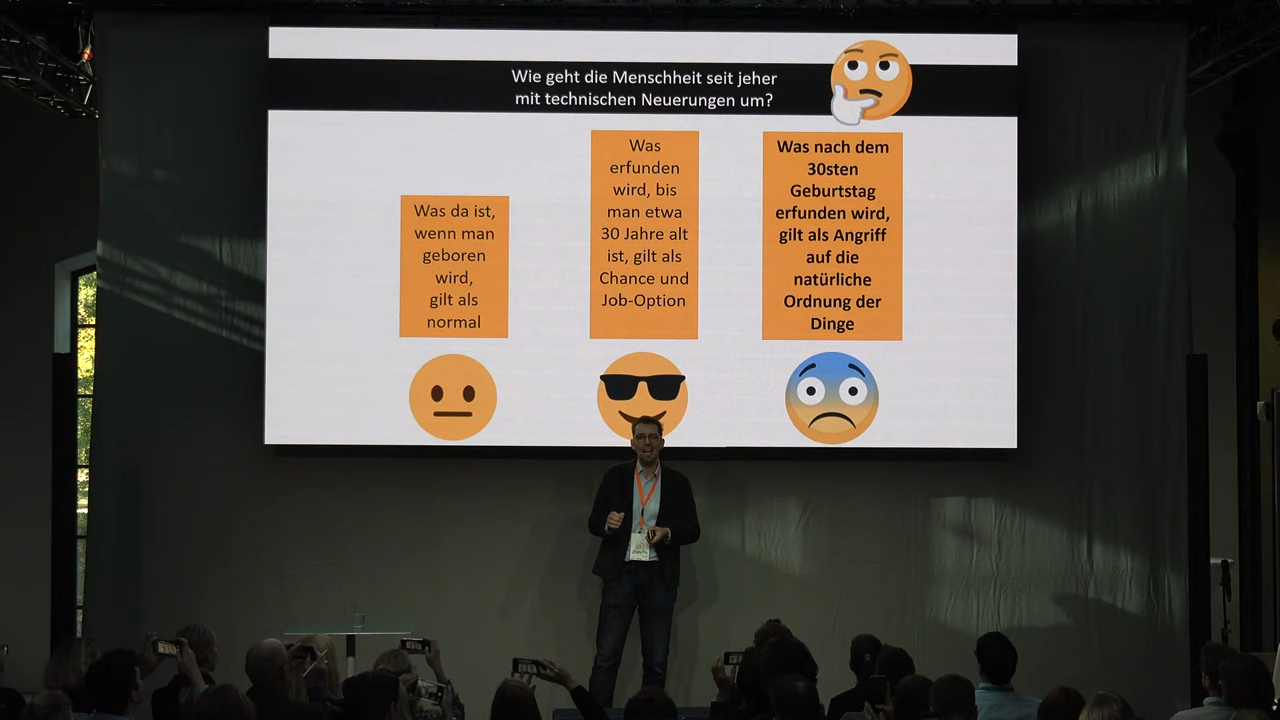 Wie geht die Menschheit seit jeher
mit technischen Neuerungen um?
Was da ist,
wenn man
geboren
wird,
gilt als
normal
Was
erfunden
wird, bis
man etwa
30 Jahre alt
ist, gilt als
Chance und
Job-Option
Was nach dem
30sten
Geburtstag
erfunden wird,
gilt als Angriff
auf die
natürliche
Ordnung der
Dinge